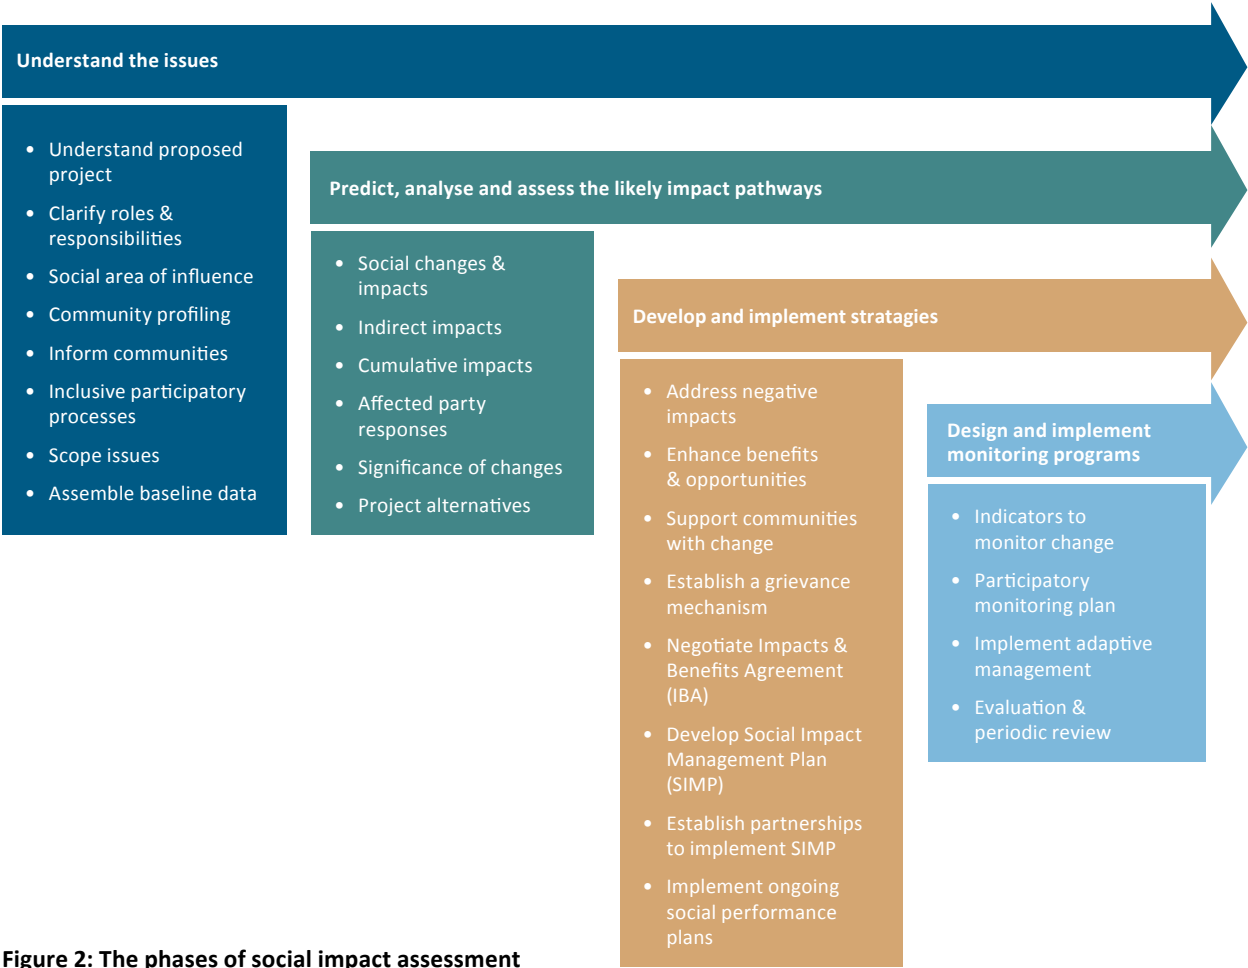 Understand the issues
• Understand proposed
project
• Clarify roles &
responsibilities
• Social area of influence
• Community profiling
• Inform communities
• Inclusive participatory
processes
• Scope issues
• Assemble baseline data
Predict, analyse and assess the likely impact pathways
• Social changes &
impacts
• Indirect impacts
• Cumulative impacts
• Affected party
responses
• Significance of changes
• Project alternatives
Develop and implement stratagies
• Address negative
impacts
• Enhance benefits
& opportunities
• Support communities
with change
• Establish a grievance
mechanism
• Negotiate Impacts &
Benefits Agreement
(IBA)
• Develop Social Impact
Management Plan
(SIMP)
• Establish partnerships
to implement SIMP
• Implement ongoing
social performance
plans
Design and implement
monitoring programs
• Indicators to
monitor change
• Participatory
monitoring plan
• Implement adaptive
management
• Evaluation &
periodic review
Figure 2: The phases of social impact assessment